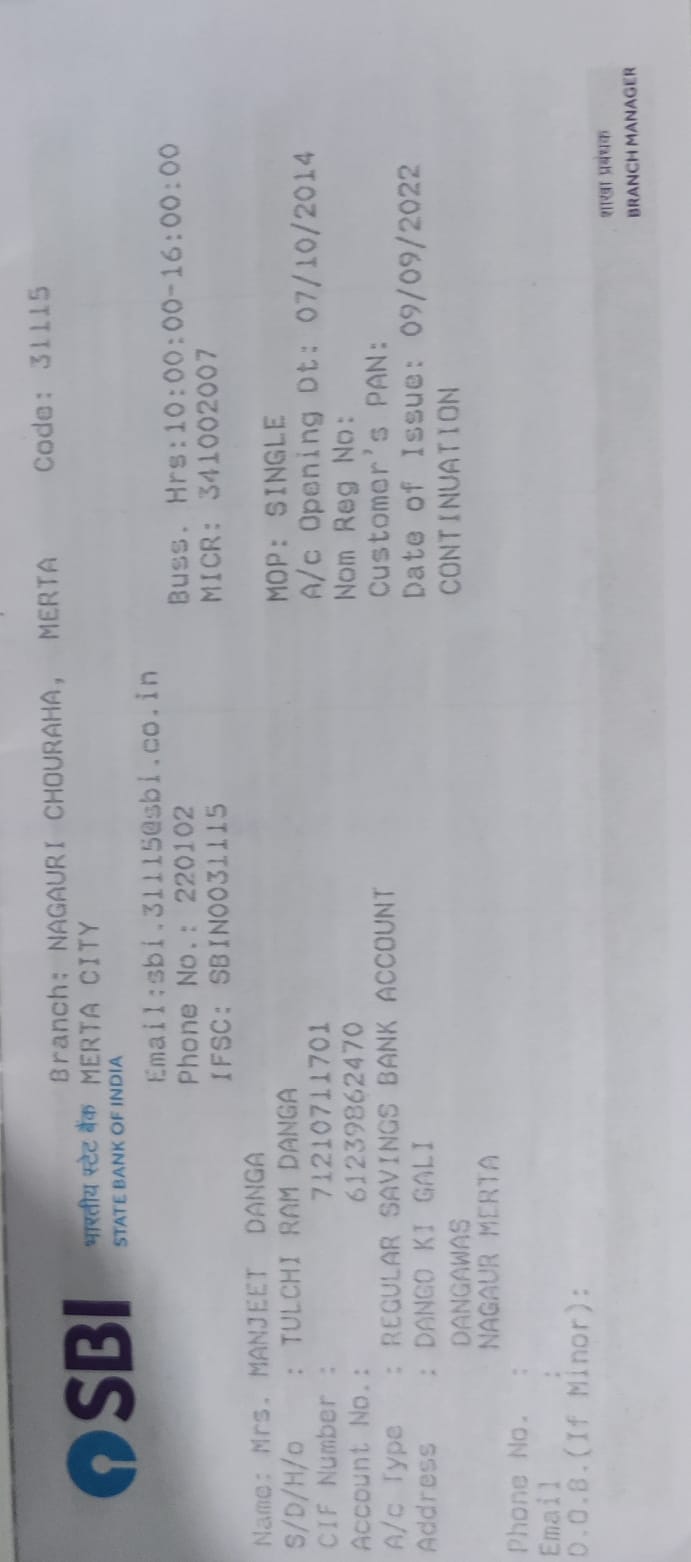 SBI भारतीय स्टेट बैंक
STATE BANK OF INDIA
Branch: NAGAURI CHOURAHA, MERTA Code: 31115
MERTA CITY
Email:sbi.31115@sbi.co.in
Phone No.: 220102 Buss. Hrs:10:00:00-16:00:00
IFSC: SBIN0031115 MICR: 341002007
Name: Mrs. MANJEET DANGA MOP: SINGLE
S/D/H/o : TULCHI RAM DANGA A/c Opening Dt: 07/10/2014
CIF Number : 71210711701 Nom Reg No:
Account No.: 61239862470 Customer's PAN:
A/c Type : REGULAR SAVINGS BANK ACCOUNT Date of Issue: 09/09/2022
Address : DANGO KI GALI CONTINUATION
DANGAWAS
NAGAUR MERTA
Phone No. :
Email :
D.O.B.(If Minor):
शाखा प्रबंधक
BRANCH MANAGER